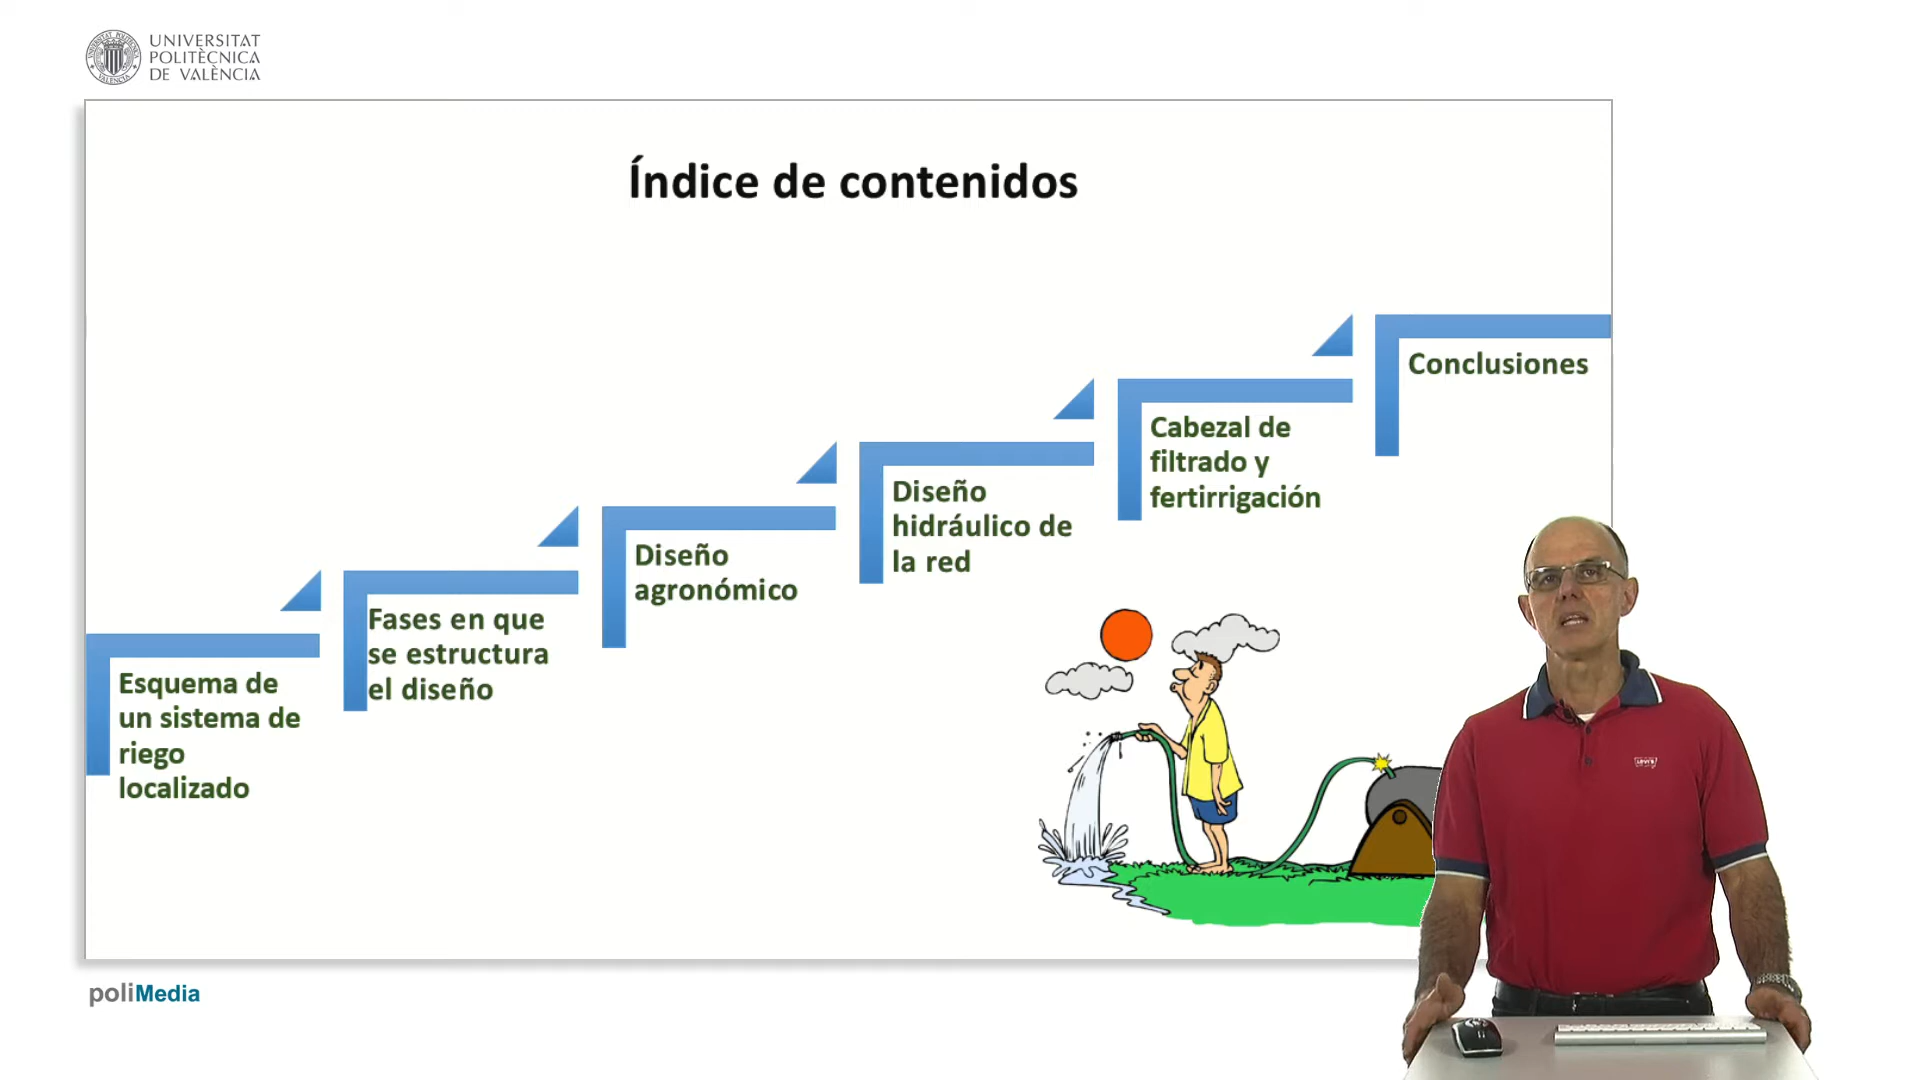 UNIVERSITAT
POLITÈCNICA
DE VALÈNCIA
Índice de contenidos
Esquema de
un sistema de
riego
localizado
Fases en que
se estructura
el diseño
Diseño
agronómico
Diseño
hidráulico de
la red
Cabezal de
filtrado y
fertirrigación
Conclusiones
poliMedia